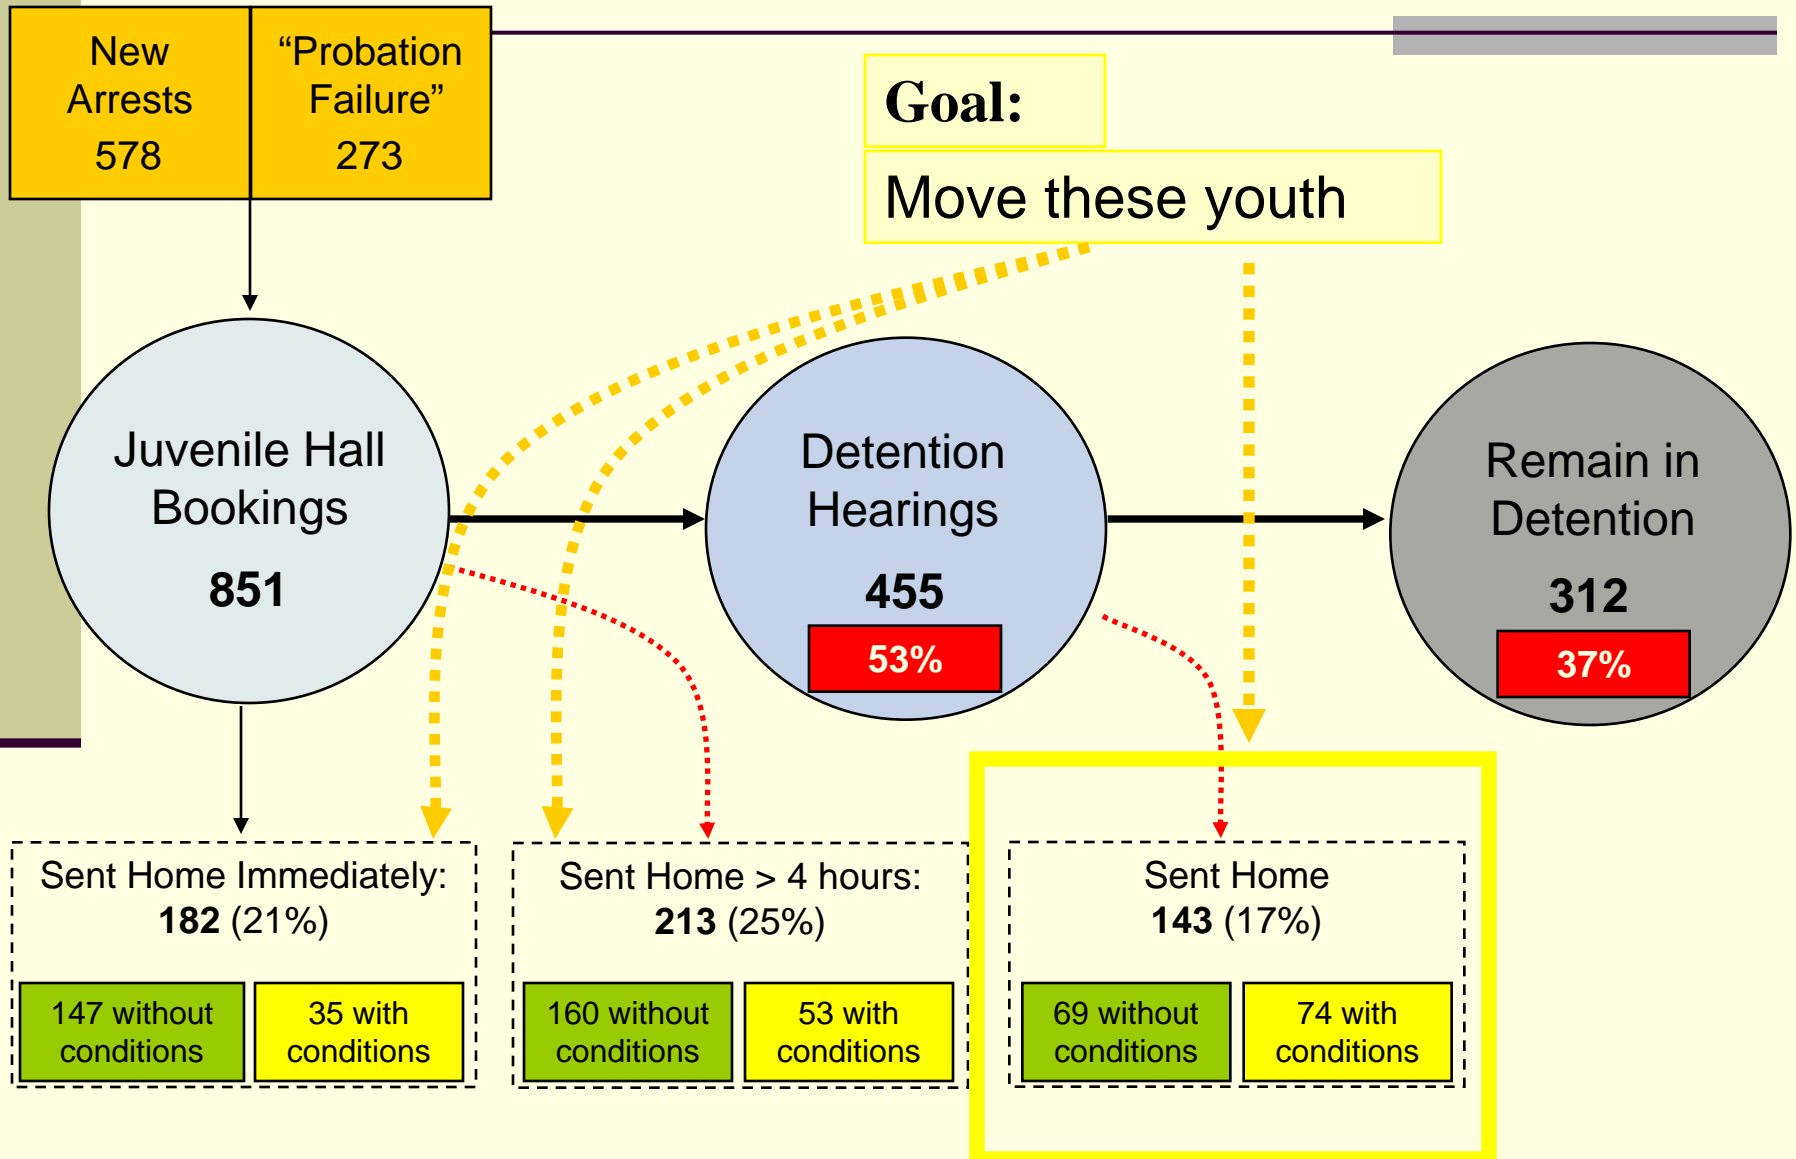 New
Arrests
578
“Probation
Failure”
273
Goal:
Move these youth
Juvenile Hall
Bookings
851
Detention
Hearings
455
53%
Remain in
Detention
312
37%
Sent Home Immediately:
182 (21%)
147 without
conditions
35 with
conditions
Sent Home > 4 hours:
213 (25%)
160 without
conditions
53 with
conditions
Sent Home
143 (17%)
69 without
conditions
74 with
conditions